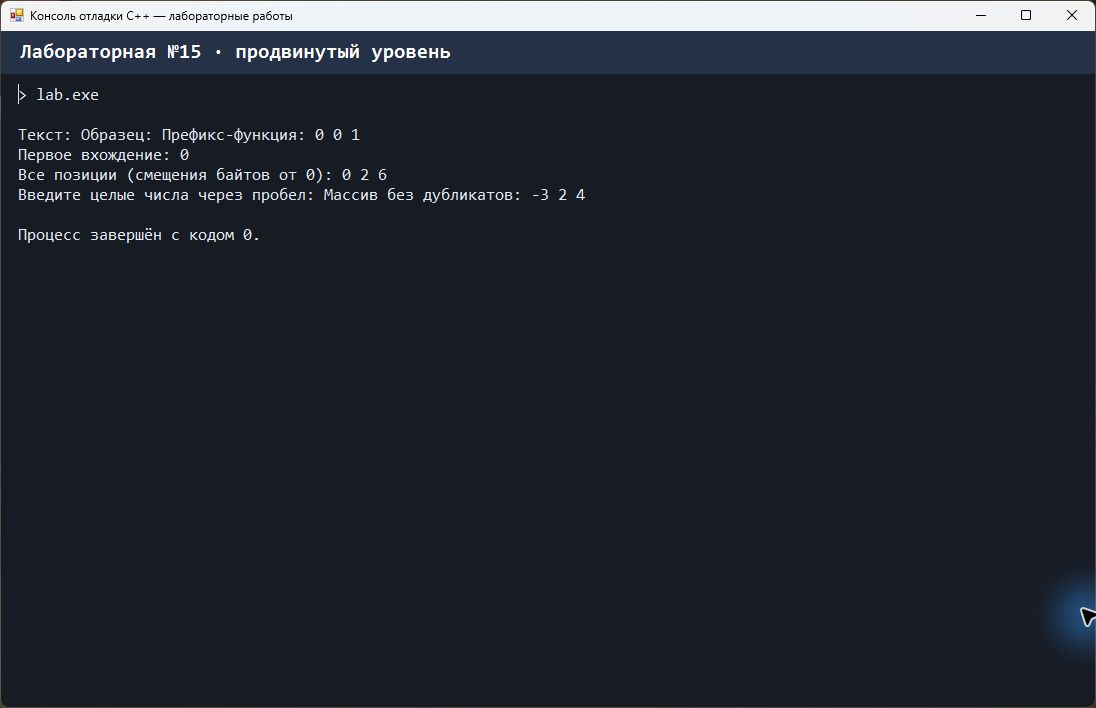 Консоль отладки C++ — лабораторные работы
Лабораторная №15 · продвинутый уровень
> lab.exe
Текст: Образец: Префикс-функция: 0 0 1
Первое вхождение: 0
Все позиции (смещения байтов от 0): 0 2 6
Введите целые числа через пробел: Массив без дубликатов: -3 2 4
Процесс завершён с кодом 0.